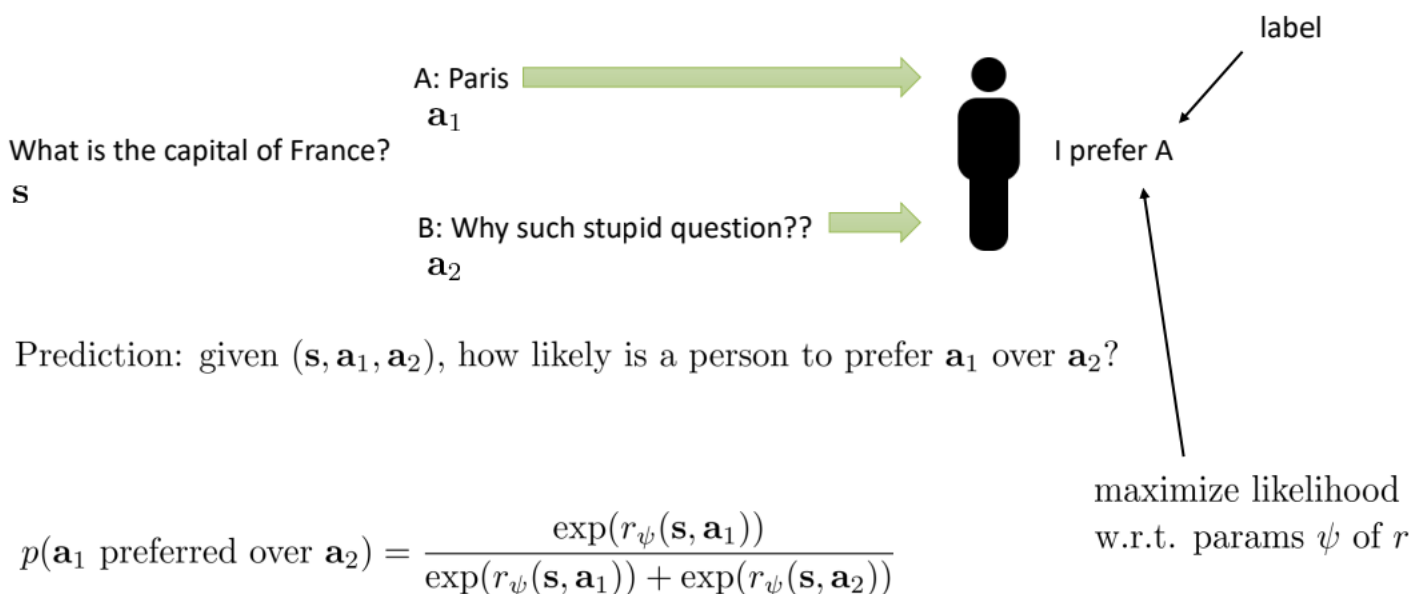 label
A: Paris
a₁
What is the capital of France?
s
I prefer A
B: Why such stupid question??
a₂
Prediction: given (s, a₁, a₂), how likely is a person to prefer a₁ over a₂?
maximize likelihood
w.r.t. params ψ of r
p(a₁ preferred over a₂) = exp(r_ψ(s, a₁)) / (exp(r_ψ(s, a₁)) + exp(r_ψ(s, a₂)))